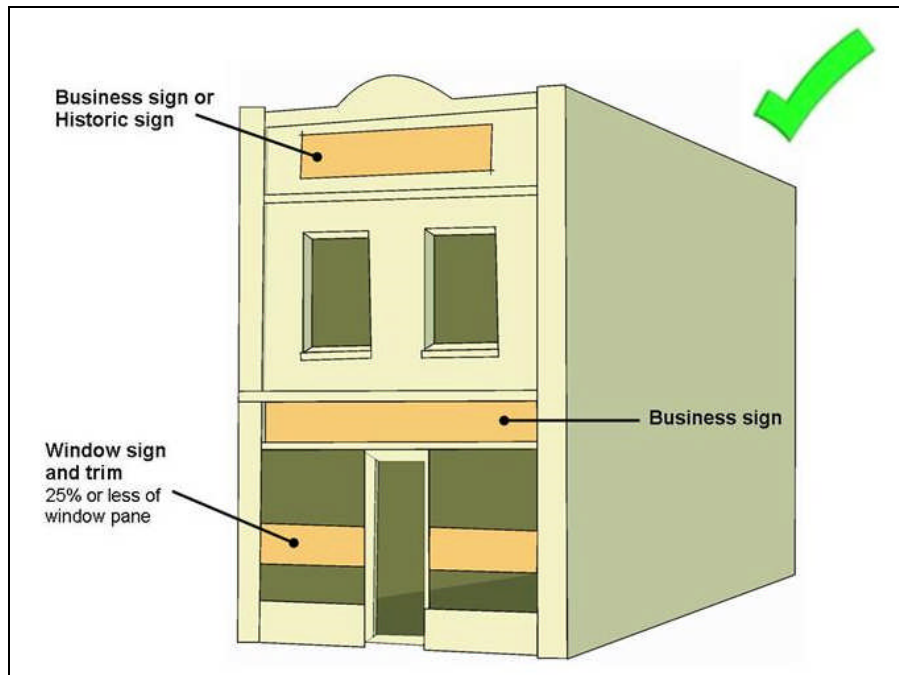 Business sign or
Historic sign
Business sign
Window sign
and trim
25% or less of
window pane